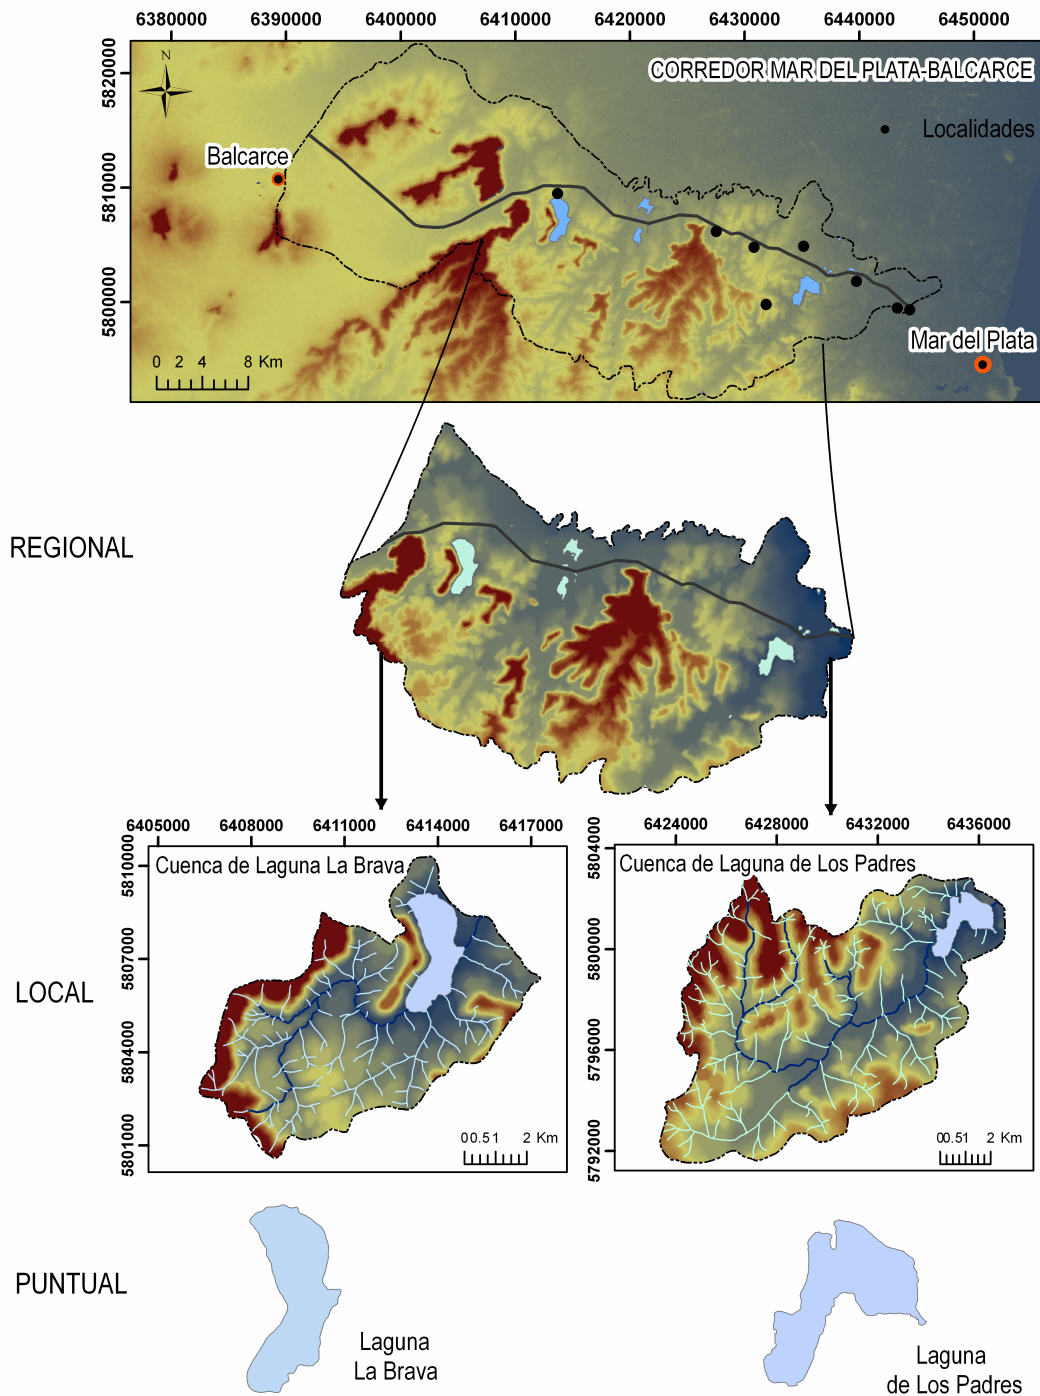 6380000 6390000 6400000 6410000 6420000 6430000 6440000 6450000
5820000
5810000
5800000
N
CORREDOR MAR DEL PLATA-BALCARCE
Localidades
Balcarce
Mar del Plata
0 2 4 8 Km
REGIONAL
LOCAL
6405000 6408000 6411000 6414000 6417000
5810000
5807000
5804000
5801000
Cuenca de Laguna La Brava
00.51 2 Km
6424000 6428000 6432000 6436000
5804000
5800000
5796000
5792000
Cuenca de Laguna de Los Padres
00.51 2 Km
PUNTUAL
Laguna
La Brava
Laguna
de Los Padres